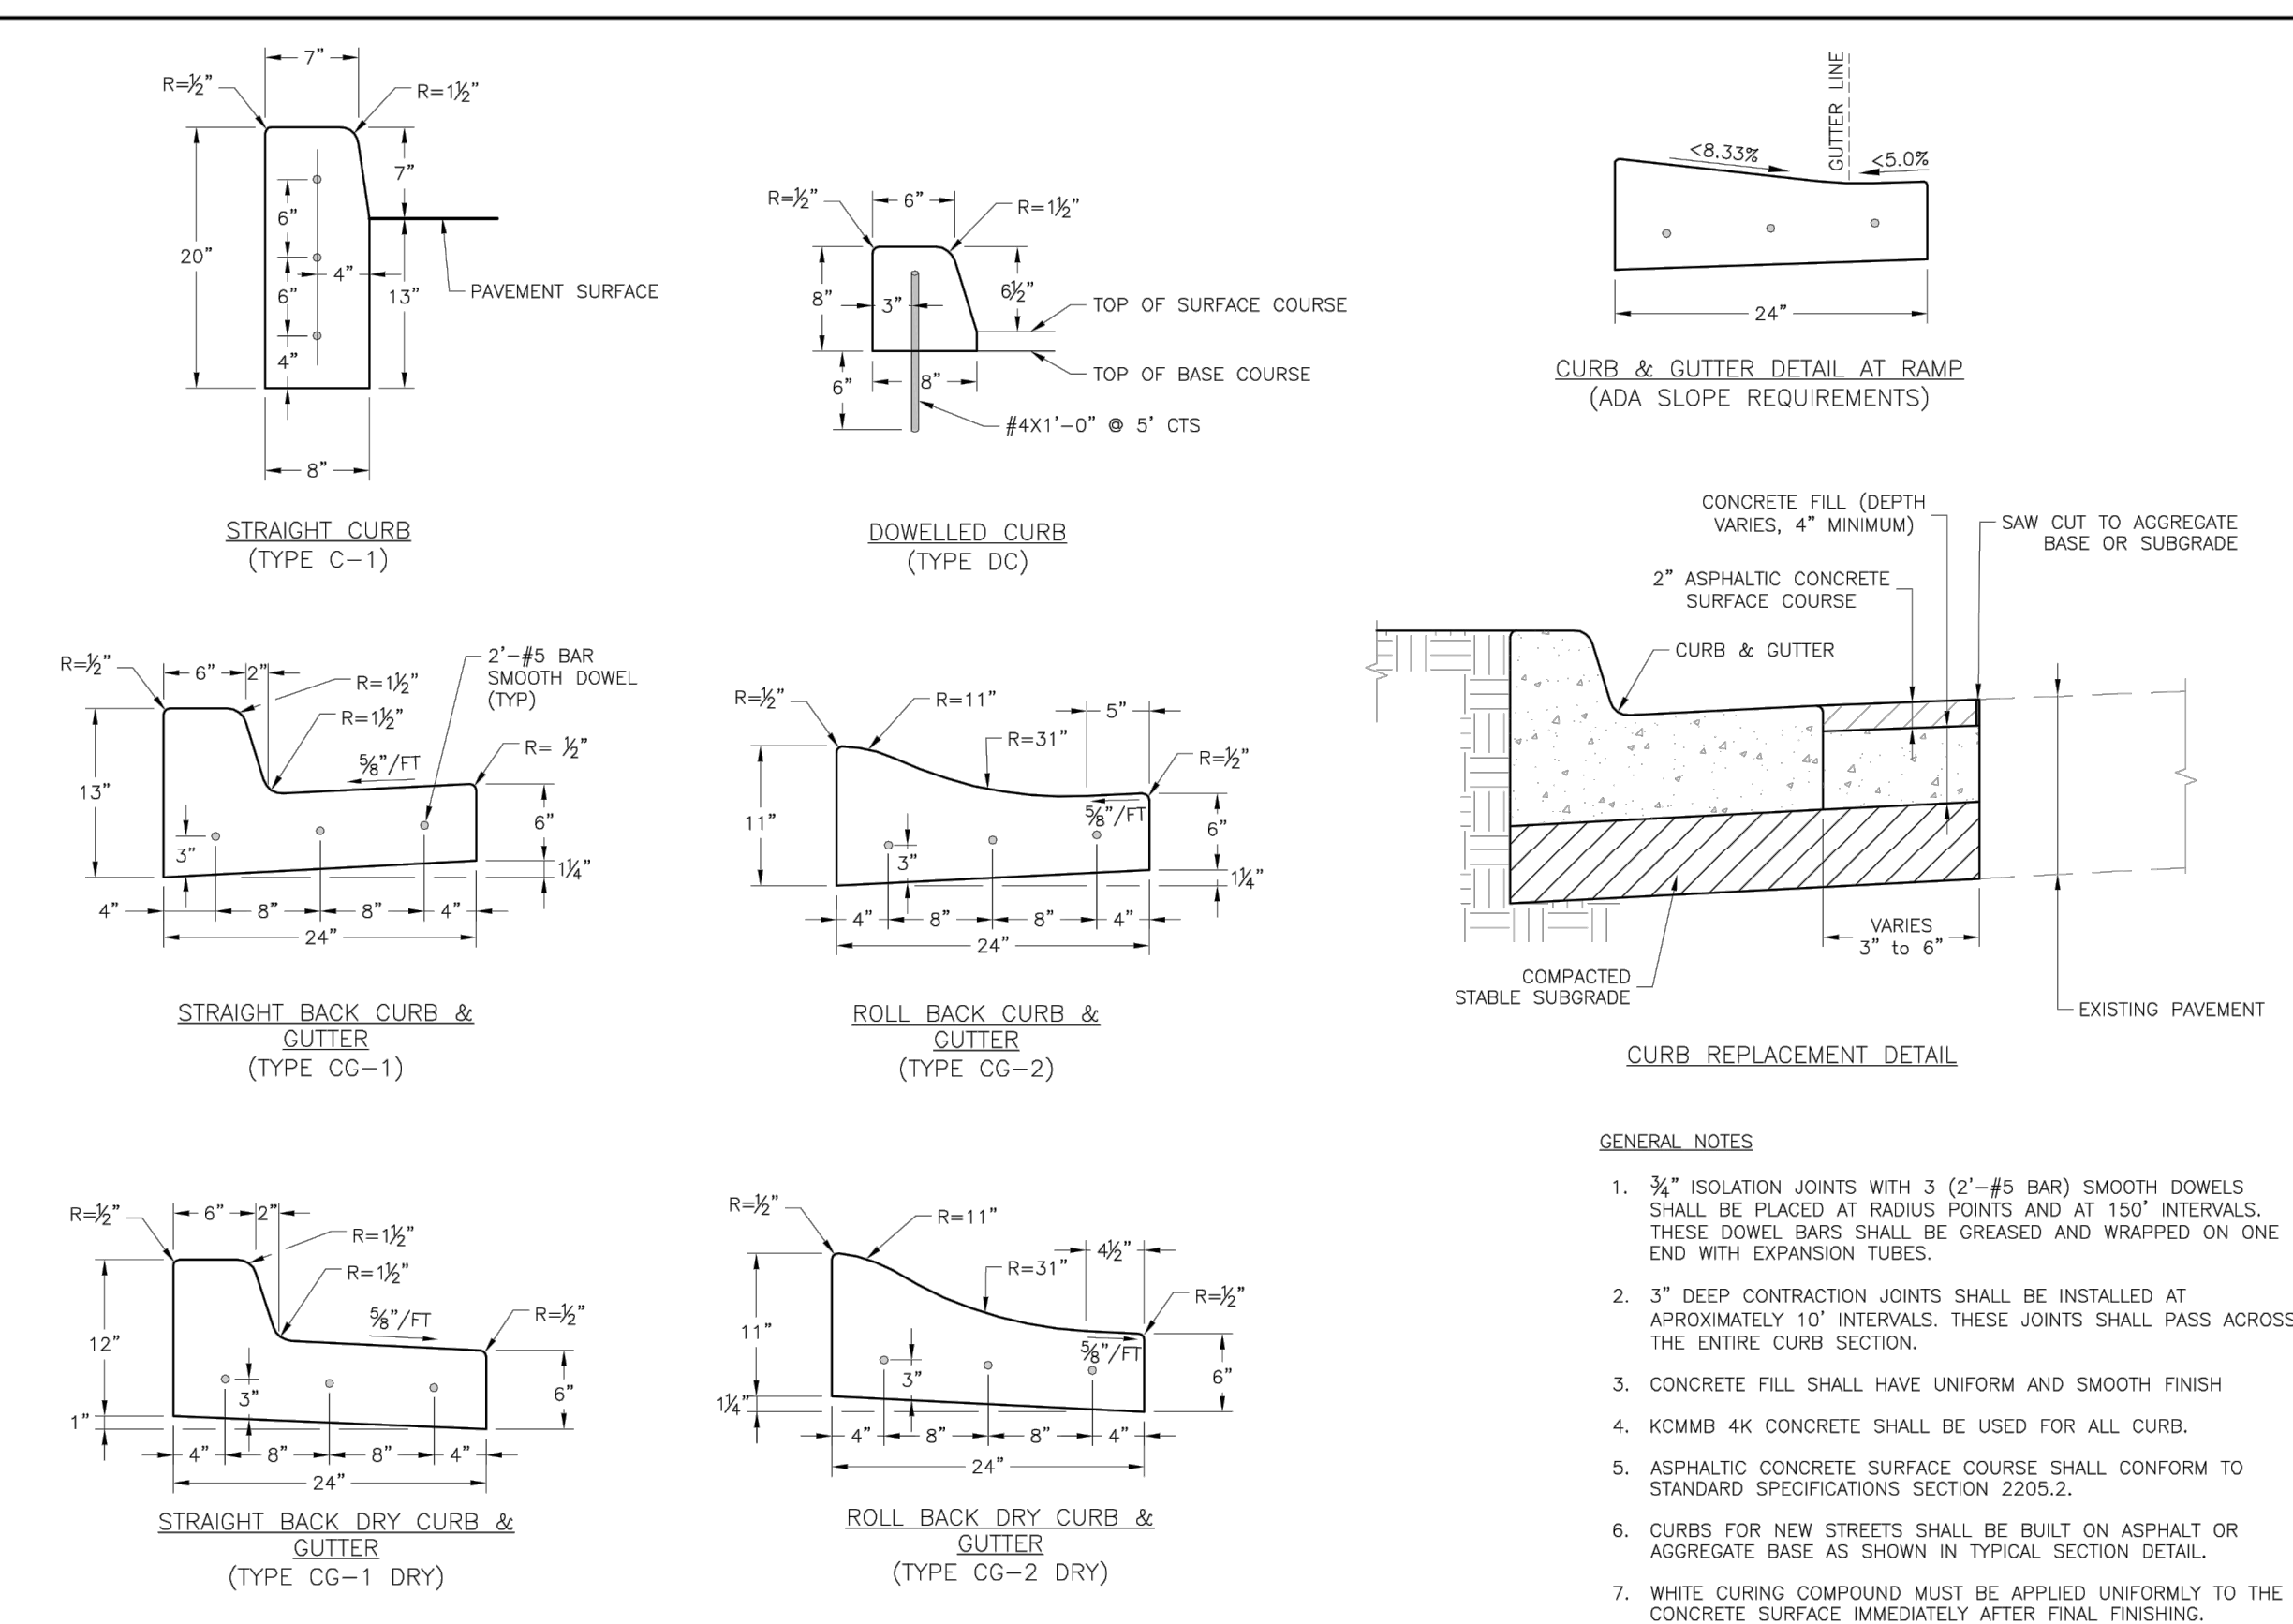 7”
R=½”
R=1½”
7”
6”
20”
4”
6”
13”
PAVEMENT SURFACE
4”
8”
STRAIGHT CURB
(TYPE C-1)
R=½”
6”
R=1½”
8”
3”
6½”
TOP OF SURFACE COURSE
TOP OF BASE COURSE
6”
8”
#4X1’-0” @ 5’ CTS
DOWELLED CURB
(TYPE DC)
GUTTER LINE
<8.33%
<5.0%
24”
CURB & GUTTER DETAIL AT RAMP
(ADA SLOPE REQUIREMENTS)
R=½”
6”
2”
R=1½”
R=1½”
2’-#5 BAR
SMOOTH DOWEL
(TYP)
⅝”/FT
R= ½”
13”
3”
6”
1¼”
4”
8”
8”
4”
24”
STRAIGHT BACK CURB &
GUTTER
(TYPE CG-1)
R=½”
R=11”
5”
R=31”
R=½”
11”
⅝”/FT
3”
6”
1¼”
4”
8”
8”
4”
24”
ROLL BACK CURB &
GUTTER
(TYPE CG-2)
CONCRETE FILL (DEPTH
VARIES, 4” MINIMUM)
SAW CUT TO AGGREGATE
BASE OR SUBGRADE
2” ASPHALTIC CONCRETE
SURFACE COURSE
CURB & GUTTER
VARIES
3” to 6”
COMPACTED
STABLE SUBGRADE
EXISTING PAVEMENT
CURB REPLACEMENT DETAIL
R=½”
6”
2”
R=1½”
R=1½”
⅝”/FT
R=½”
12”
3”
6”
1”
4”
8”
8”
4”
24”
STRAIGHT BACK DRY CURB &
GUTTER
(TYPE CG-1 DRY)
R=½”
R=11”
4½”
R=31”
R=½”
11”
⅝”/FT
3”
6”
1¼”
4”
8”
8”
4”
24”
ROLL BACK DRY CURB &
GUTTER
(TYPE CG-2 DRY)
GENERAL NOTES
1. ¾” ISOLATION JOINTS WITH 3 (2’-#5 BAR) SMOOTH DOWELS
SHALL BE PLACED AT RADIUS POINTS AND AT 150’ INTERVALS.
THESE DOWEL BARS SHALL BE GREASED AND WRAPPED ON ONE
END WITH EXPANSION TUBES.
2. 3” DEEP CONTRACTION JOINTS SHALL BE INSTALLED AT
APROXIMATELY 10’ INTERVALS. THESE JOINTS SHALL PASS ACROSS
THE ENTIRE CURB SECTION.
3. CONCRETE FILL SHALL HAVE UNIFORM AND SMOOTH FINISH
4. KCMMB 4K CONCRETE SHALL BE USED FOR ALL CURB.
5. ASPHALTIC CONCRETE SURFACE COURSE SHALL CONFORM TO
STANDARD SPECIFICATIONS SECTION 2205.2.
6. CURBS FOR NEW STREETS SHALL BE BUILT ON ASPHALT OR
AGGREGATE BASE AS SHOWN IN TYPICAL SECTION DETAIL.
7. WHITE CURING COMPOUND MUST BE APPLIED UNIFORMLY TO THE
CONCRETE SURFACE IMMEDIATELY AFTER FINAL FINISHING.